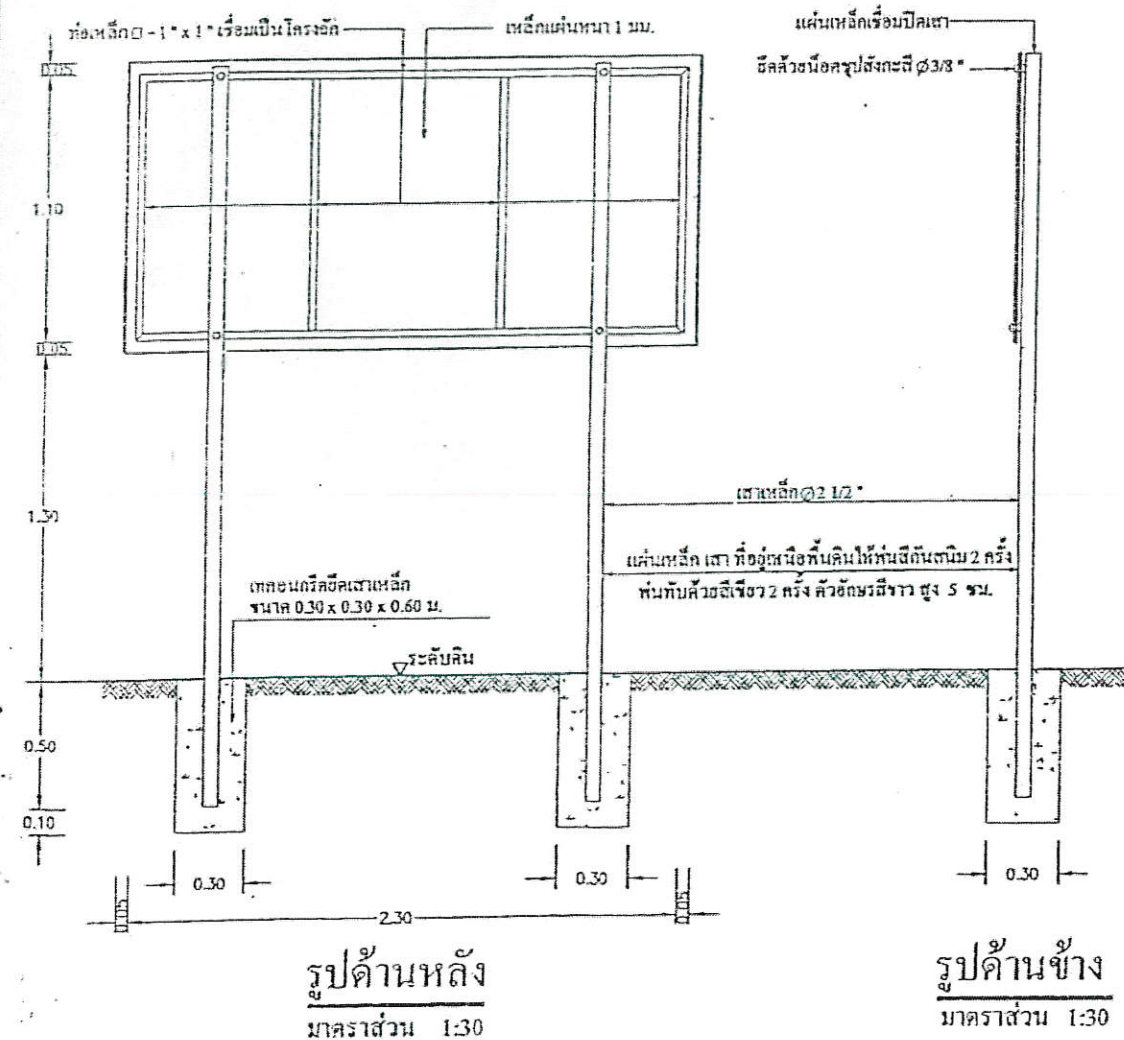 ท่อเหล็ก □ - 1" x 1" เชื่อมเป็นโครงยึด
เหล็กแผ่นหนา 1 มม.
แผ่นเหล็กเชื่อมปิดเสา
ยึดด้วยน็อตชุปสังกะสี Ø3/8"
0.05
1.10
0.05
1.30
เสาเหล็ก Ø2 1/2"
แผ่นเหล็ก เสา ที่อยู่เหนือพื้นดินให้พ่นสีกันสนิม 2 ครั้ง
พ่นทับด้วยสีเขียว 2 ครั้ง ตัวอักษรสีขาว สูง 5 ซม.
เทคอนกรีตยึดเสาเหล็ก
ขนาด 0.30 x 0.30 x 0.60 ม.
ระดับดิน
0.50
0.10
0.30
0.30
0.30
0.05
2.30
0.05
รูปด้านหลัง
มาตราส่วน 1:30
รูปด้านข้าง
มาตราส่วน 1:30